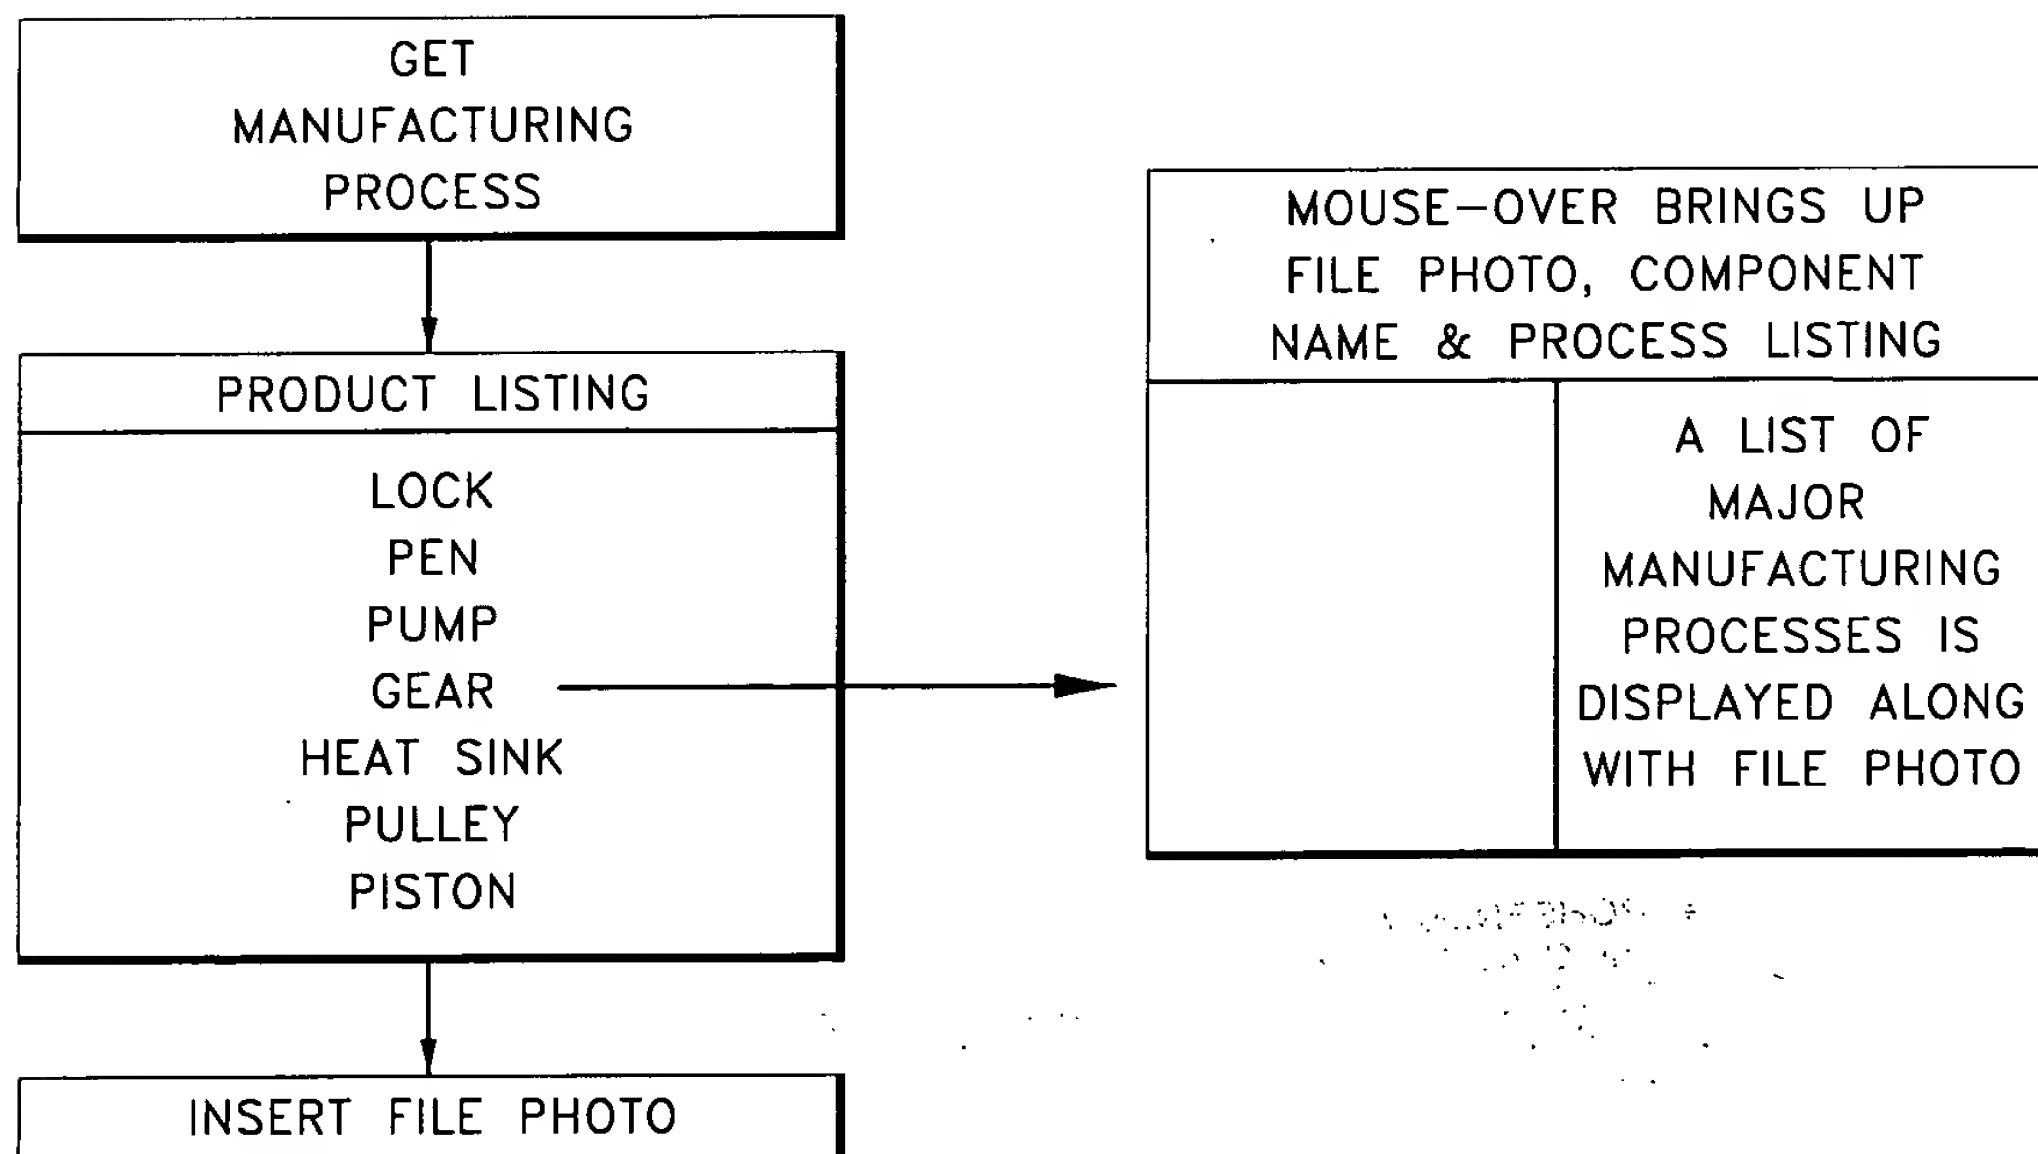 GET
MANUFACTURING
PROCESS
PRODUCT LISTING
LOCK
PEN
PUMP
GEAR
HEAT SINK
PULLEY
PISTON
INSERT FILE PHOTO
MOUSE-OVER BRINGS UP
FILE PHOTO, COMPONENT
NAME & PROCESS LISTING
A LIST OF
MAJOR
MANUFACTURING
PROCESSES IS
DISPLAYED ALONG
WITH FILE PHOTO